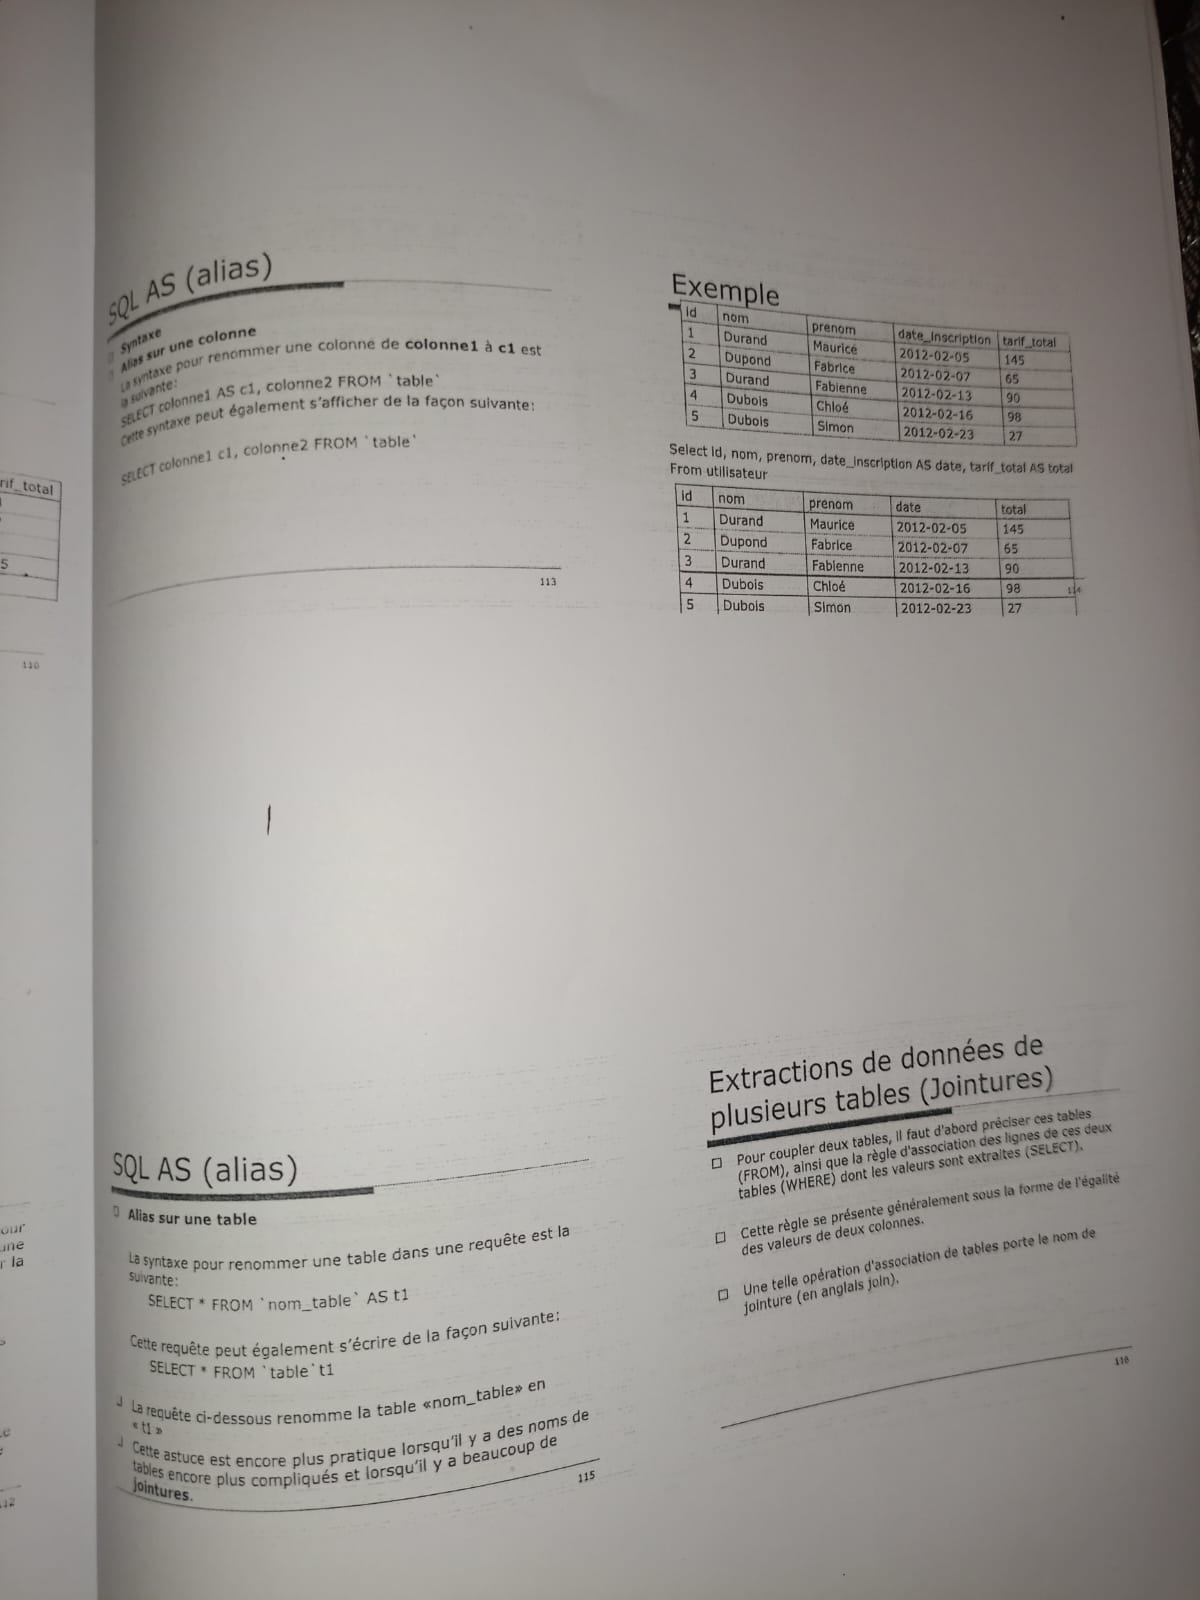 SQL AS (alias)
Syntaxe
Alias sur une colonne
La syntaxe pour renommer une colonne de colonne1 à c1 est
la suivante:
SELECT colonne1 AS c1, colonne2 FROM `table`
Cette syntaxe peut également s'afficher de la façon suivante:
SELECT colonne1 c1, colonne2 FROM `table`
113
Exemple
id nom prenom date_inscription tarif_total
1 Durand Maurice 2012-02-05 145
2 Dupond Fabrice 2012-02-07 65
3 Durand Fabienne 2012-02-13 90
4 Dubois Chloé 2012-02-16 98
5 Dubois Simon 2012-02-23 27
Select id, nom, prenom, date_inscription AS date, tarif_total AS total
From utilisateur
id nom prenom date total
1 Durand Maurice 2012-02-05 145
2 Dupond Fabrice 2012-02-07 65
3 Durand Fabienne 2012-02-13 90
4 Dubois Chloé 2012-02-16 98
5 Dubois Simon 2012-02-23 27
114
rif_total
5
110
SQL AS (alias)
Alias sur une table
La syntaxe pour renommer une table dans une requête est la
suivante:
SELECT * FROM `nom_table` AS t1
Cette requête peut également s'écrire de la façon suivante:
SELECT * FROM `table` t1
La requête ci-dessous renomme la table «nom_table» en
« t1 »
Cette astuce est encore plus pratique lorsqu'il y a des noms de
tables encore plus compliqués et lorsqu'il y a beaucoup de
jointures.
115
Extractions de données de
plusieurs tables (Jointures)
Pour coupler deux tables, il faut d'abord préciser ces tables
(FROM), ainsi que la règle d'association des lignes de ces deux
tables (WHERE) dont les valeurs sont extraites (SELECT).
Cette règle se présente généralement sous la forme de l'égalité
des valeurs de deux colonnes.
Une telle opération d'association de tables porte le nom de
jointure (en anglais join).
our
une
r la